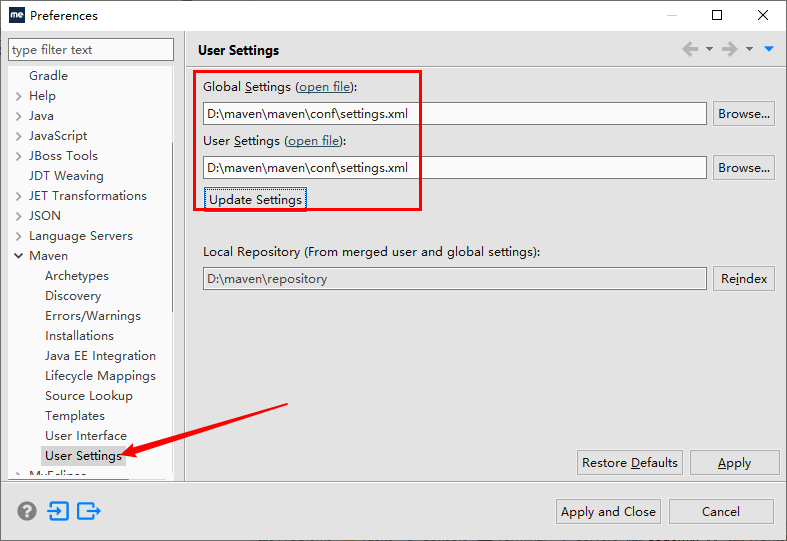 me Preferences
type filter text
User Settings
Gradle
Help
Java
JavaScript
JBoss Tools
JDT Weaving
JET Transformations
JSON
Language Servers
Maven
Archetypes
Discovery
Errors/Warnings
Installations
Java EE Integration
Lifecycle Mappings
Source Lookup
Templates
User Interface
User Settings
MyEclipse
Global Settings (open file):
D:\maven\maven\conf\settings.xml
Browse...
User Settings (open file):
D:\maven\maven\conf\settings.xml
Browse...
Update Settings
Local Repository (From merged user and global settings):
D:\maven\repository
Reindex
Restore Defaults
Apply
?
Apply and Close
Cancel